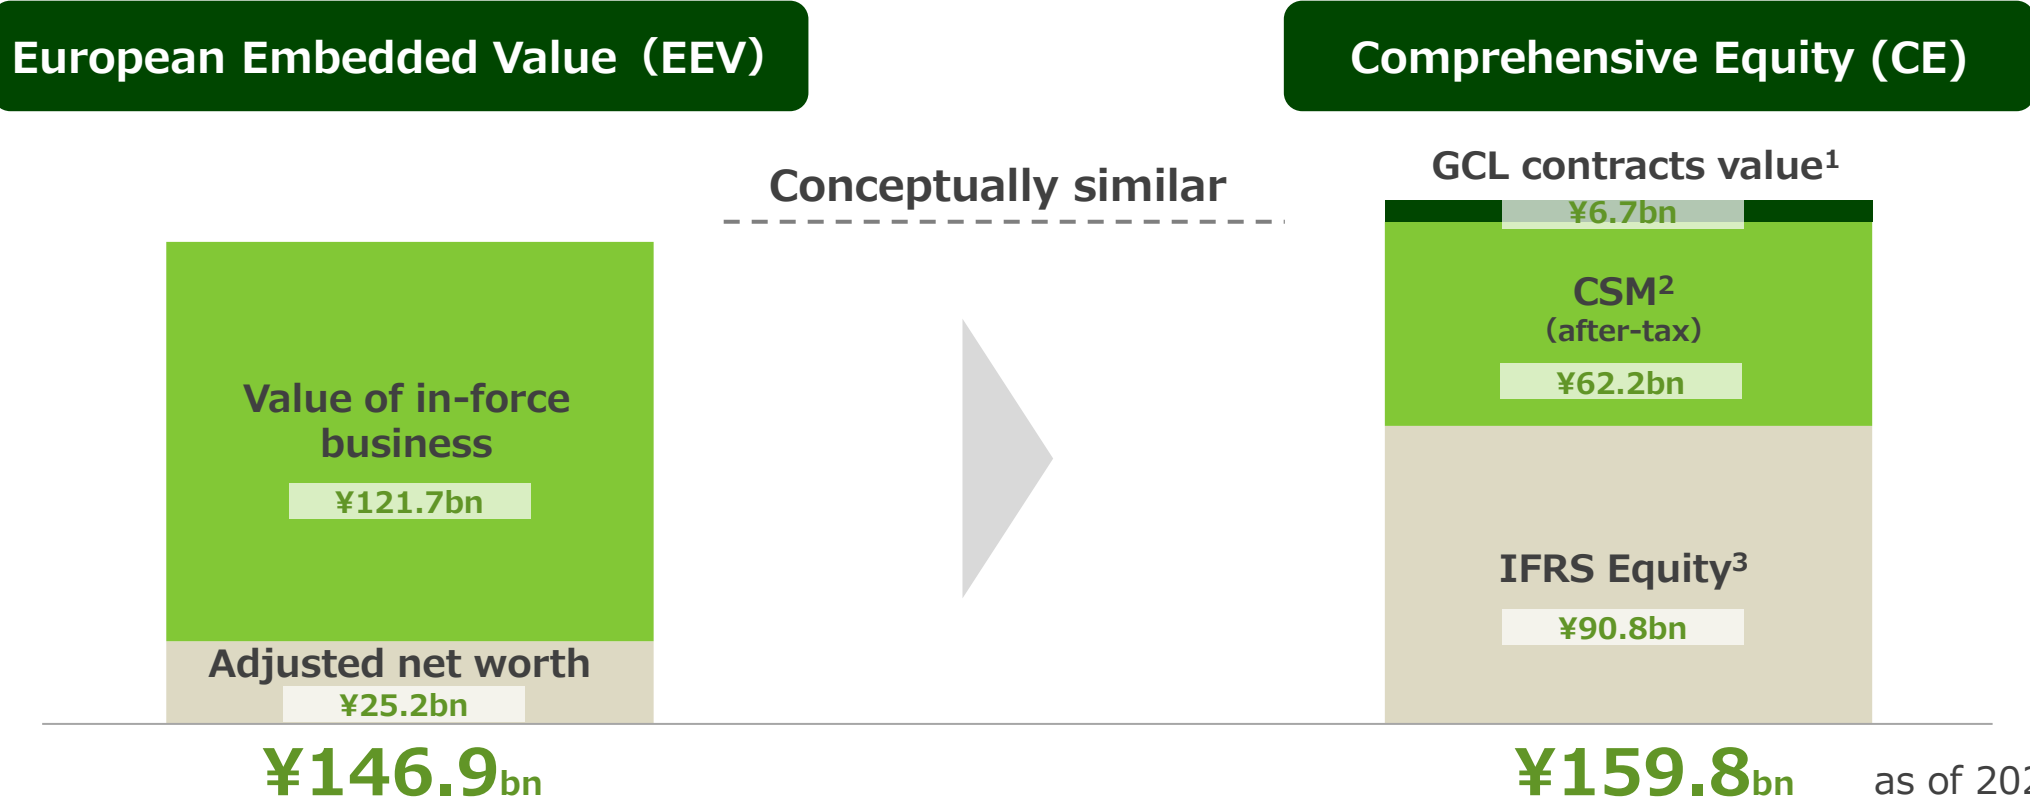 European Embedded Value（EEV）
Comprehensive Equity (CE)
Conceptually similar
GCL contracts value¹
¥6.7bn
CSM²
（after-tax）
¥62.2bn
Value of in-force
business
¥121.7bn
IFRS Equity³
¥90.8bn
Adjusted net worth
¥25.2bn
¥146.9bn
¥159.8bn
as of